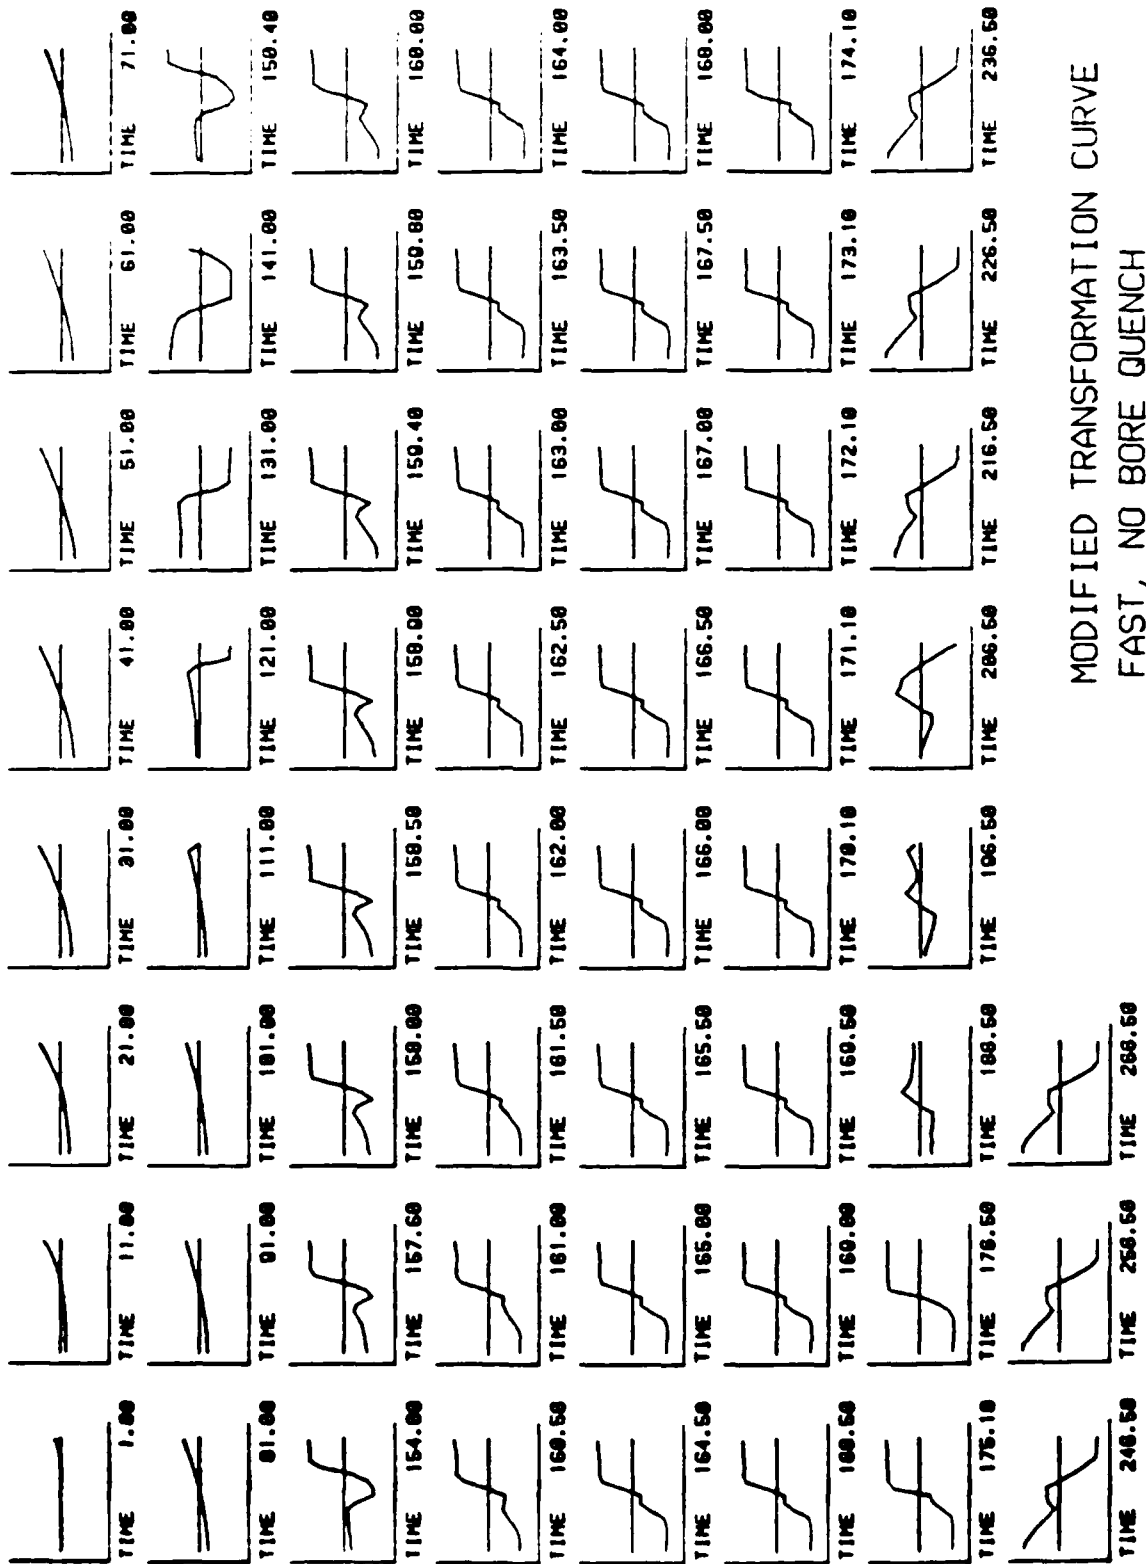 TIME 1.00 TIME 11.00 TIME 21.00 TIME 31.00 TIME 41.00 TIME 51.00 TIME 61.00 TIME 71.00
TIME 81.00 TIME 91.00 TIME 101.00 TIME 111.00 TIME 121.00 TIME 131.00 TIME 141.00 TIME 150.40
TIME 154.00 TIME 157.60 TIME 158.00 TIME 158.50 TIME 158.90 TIME 159.40 TIME 159.80 TIME 160.00
TIME 160.50 TIME 161.00 TIME 161.50 TIME 162.00 TIME 162.50 TIME 163.00 TIME 163.50 TIME 164.00
TIME 164.50 TIME 165.00 TIME 165.50 TIME 166.00 TIME 166.50 TIME 167.00 TIME 167.50 TIME 168.00
TIME 168.50 TIME 169.00 TIME 169.50 TIME 170.10 TIME 171.10 TIME 172.10 TIME 173.10 TIME 174.10
TIME 175.10 TIME 176.50 TIME 186.50 TIME 196.50 TIME 206.50 TIME 216.50 TIME 226.50 TIME 236.50
TIME 246.50 TIME 256.50 TIME 266.50
MODIFIED TRANSFORMATION CURVE
FAST, NO BORE QUENCH